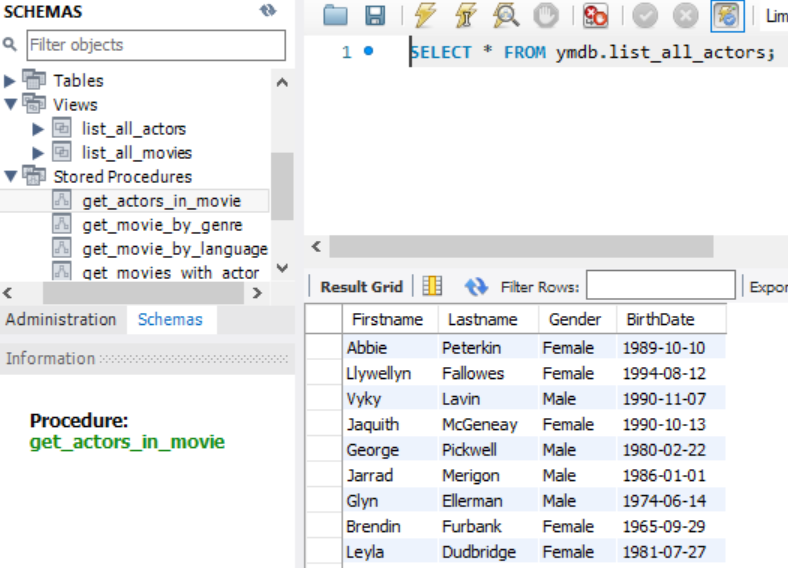 SCHEMAS
Filter objects
Tables
Views
list_all_actors
list_all_movies
Stored Procedures
get_actors_in_movie
get_movie_by_genre
get_movie_by_language
get_movies_with_actor
Administration Schemas
Information
Procedure:
get_actors_in_movie
Lim
1 SELECT * FROM ymdb.list_all_actors;
Result Grid Filter Rows: Expor
Firstname Lastname Gender BirthDate
Abbie Peterkin Female 1989-10-10
Llywellyn Fallowes Female 1994-08-12
Vyky Lavin Male 1990-11-07
Jaquith McGeneay Female 1990-10-13
George Pickwell Male 1980-02-22
Jarrad Merigon Male 1986-01-01
Glyn Ellerman Male 1974-06-14
Brendin Furbank Female 1965-09-29
Leyla Dudbridge Female 1981-07-27